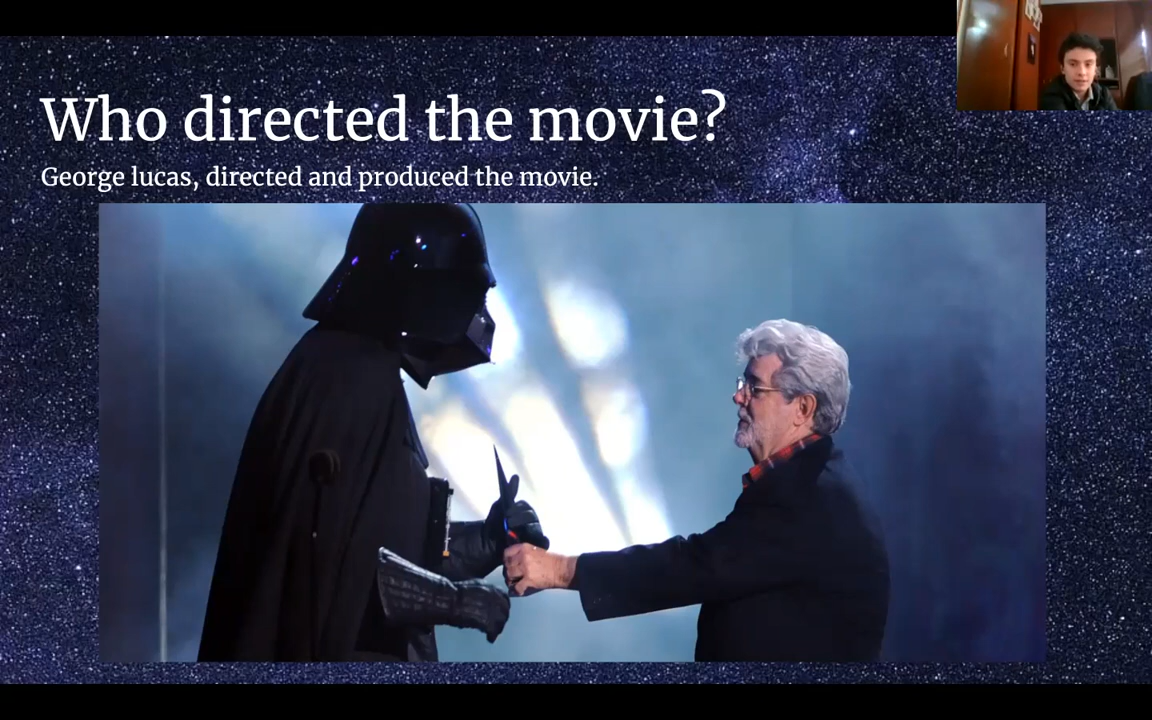 Who directed the movie?
George lucas, directed and produced the movie.